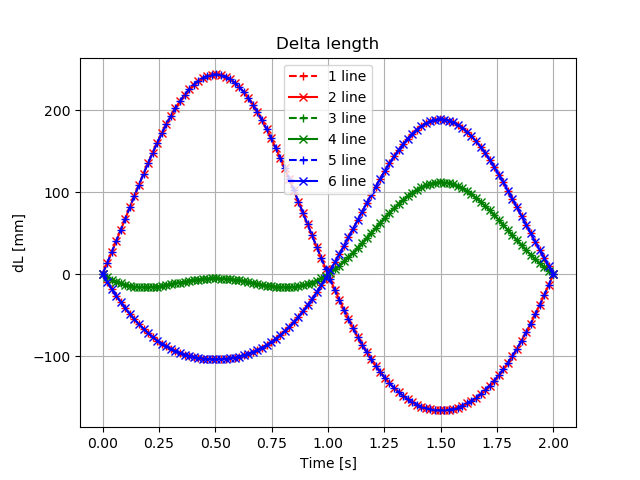 Delta length
1 line
2 line
3 line
4 line
5 line
6 line
dL [mm]
200
100
0
−100
0.00 0.25 0.50 0.75 1.00 1.25 1.50 1.75 2.00
Time [s]